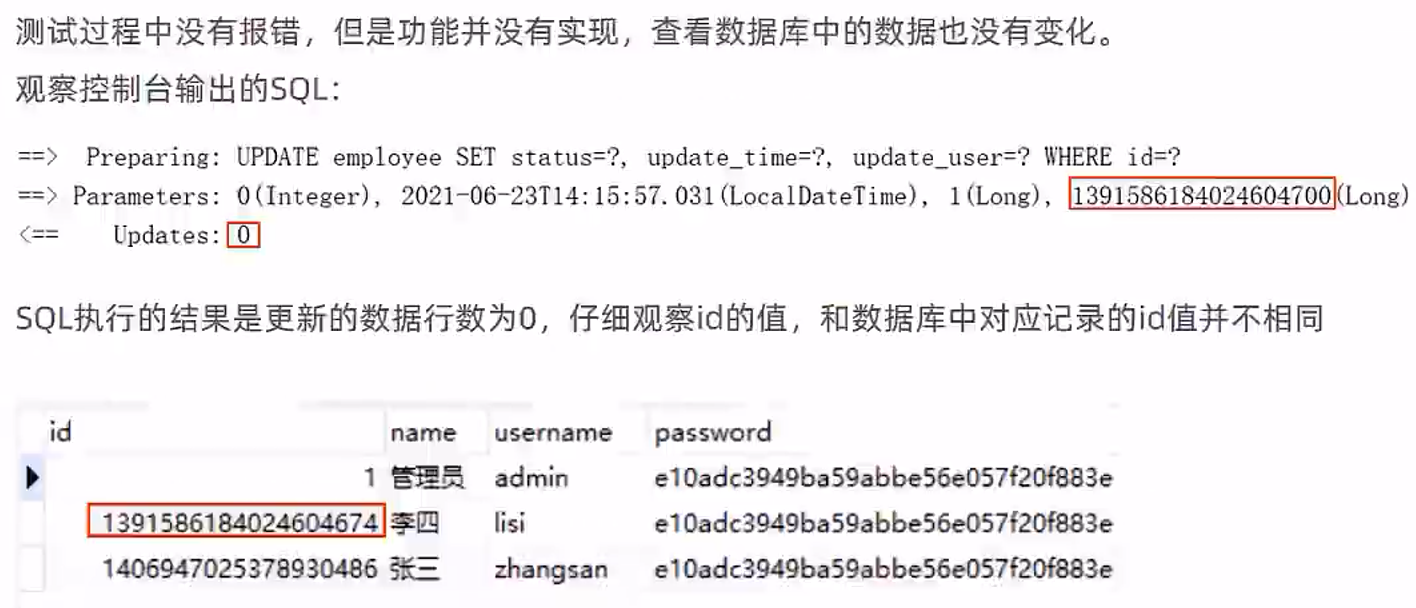 测试过程中没有报错，但是功能并没有实现，查看数据库中的数据也没有变化。
观察控制台输出的SQL：
==> Preparing: UPDATE employee SET status=?, update_time=?, update_user=? WHERE id=?
==> Parameters: 0(Integer), 2021-06-23T14:15:57.031(LocalDateTime), 1(Long), 1391586184024604700(Long)
<== Updates: 0
SQL执行的结果是更新的数据行数为0，仔细观察id的值，和数据库中对应记录的id值并不相同
id name username password
1 管理员 admin e10adc3949ba59abbe56e057f20f883e
1391586184024604674 李四 lisi e10adc3949ba59abbe56e057f20f883e
1406947025378930486 张三 zhangsan e10adc3949ba59abbe56e057f20f883e